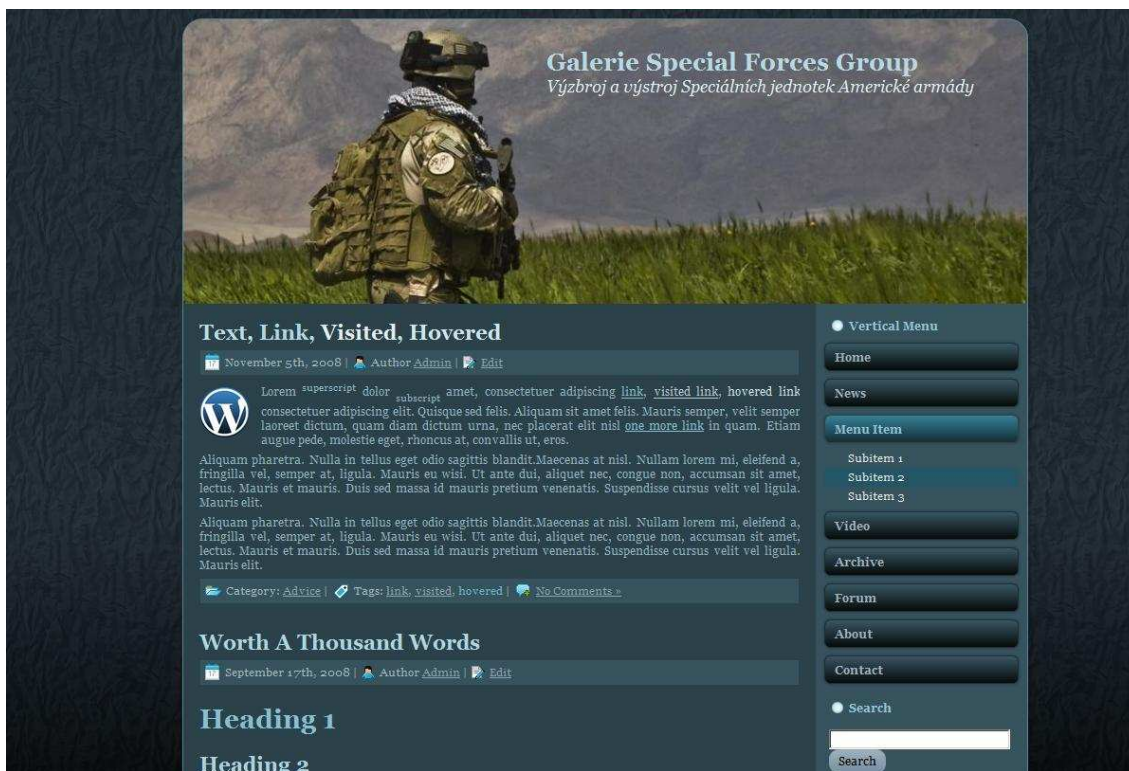 Galerie Special Forces Group
Výzbroj a výstroj Speciálních jednotek Americké armády
Text, Link, Visited, Hovered
November 5th, 2008 | Author Admin | Edit
Lorem superscript dolor subscript amet, consectetuer adipiscing link, visited link, hovered link
consectetuer adipiscing elit. Quisque sed felis. Aliquam sit amet felis. Mauris semper, velit semper
laoreet dictum, quam diam dictum urna, nec placerat elit nisl one more link in quam. Etiam
augue pede, molestie eget, rhoncus at, convallis ut, eros.
Aliquam pharetra. Nulla in tellus eget odio sagittis blandit.Maecenas at nisl. Nullam lorem mi, eleifend a,
fringilla vel, semper at, ligula. Mauris eu wisi. Ut ante dui, aliquet nec, congue non, accumsan sit amet,
lectus. Mauris et mauris. Duis sed massa id mauris pretium venenatis. Suspendisse cursus velit vel ligula.
Mauris elit.
Aliquam pharetra. Nulla in tellus eget odio sagittis blandit.Maecenas at nisl. Nullam lorem mi, eleifend a,
fringilla vel, semper at, ligula. Mauris eu wisi. Ut ante dui, aliquet nec, congue non, accumsan sit amet,
lectus. Mauris et mauris. Duis sed massa id mauris pretium venenatis. Suspendisse cursus velit vel ligula.
Mauris elit.
Category: Advice | Tags: link, visited, hovered | No Comments »
Worth A Thousand Words
September 17th, 2008 | Author Admin | Edit
Heading 1
Heading 2
Vertical Menu
Home
News
Menu Item
Subitem 1
Subitem 2
Subitem 3
Video
Archive
Forum
About
Contact
Search
Search